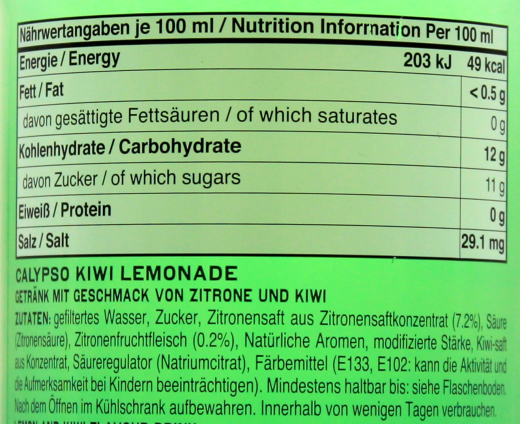 Nährwertangaben je 100 ml / Nutrition Information Per 100 ml
Energie / Energy 203 kJ 49 kcal
Fett / Fat <0.5 g
davon gesättigte Fettsäuren / of which saturates 0 g
Kohlenhydrate / Carbohydrate 12 g
davon Zucker / of which sugars 11 g
Eiweiß / Protein 0 g
Salz / Salt 29.1 mg
CALYPSO KIWI LEMONADE
GETRÄNK MIT GESCHMACK VON ZITRONE UND KIWI
ZUTATEN: gefiltertes Wasser, Zucker, Zitronensaft aus Zitronensaftkonzentrat (7.2%), Säure
(Zitronensäure), Zitronenfruchtfleisch (0.2%), Natürliche Aromen, modifizierte Stärke, Kiwi-saft
aus Konzentrat, Säureregulator (Natriumcitrat), Färbemittel (E133, E102: kann die Aktivität und
die Aufmerksamkeit bei Kindern beeinträchtigen). Mindestens haltbar bis: siehe Flaschenboden.
Nach dem Öffnen im Kühlschrank aufbewahren. Innerhalb von wenigen Tagen verbrauchen.
LEMON AND KIWI FLAVOUR DRINK